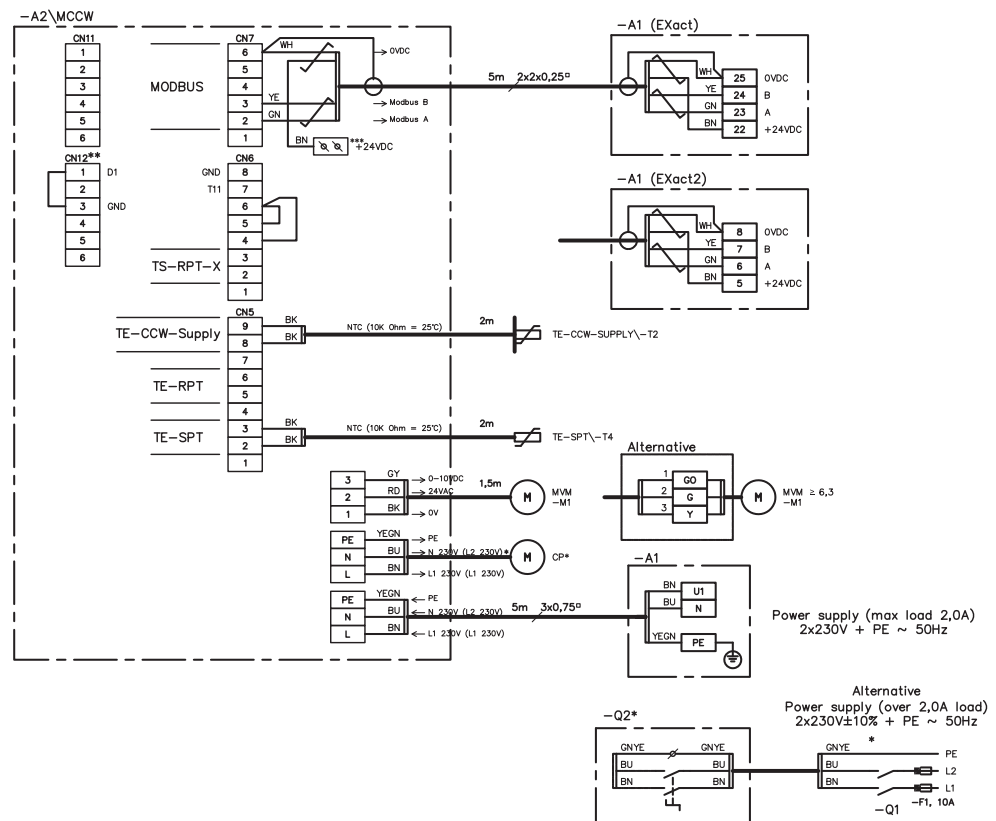 -A2\MCCW
CN11
1
2
3
4
5
6
MODBUS
CN7
6
5
4
3
2
1
WH
YE
GN
BN
→ 0VDC
→ Modbus B
→ Modbus A
*** +24VDC
5m 2x2x0,25¤
-A1 (EXact)
WH 25 0VDC
YE 24 B
GN 23 A
BN 22 +24VDC
CN12**
1 D1
2
3 GND
4
5
6
CN6
GND 8
T11 7
6
5
4
3
2
1
TS-RPT-X
-A1 (EXact2)
WH 8 0VDC
YE 7 B
GN 6 A
BN 5 +24VDC
CN5
TE-CCW-Supply
9 BK
8 BK
7
6
5
4
3 BK
2 BK
1
TE-RPT
TE-SPT
NTC (10K Ohm = 25℃) 2m
TE-CCW-SUPPLY\-T2
NTC (10K Ohm = 25℃) 2m
TE-SPT\-T4
3 GY → 0-10VDC
2 RD → 24VAC
1 BK → 0V
1,5m
M
MVM
-M1
Alternative
1 GO
2 G
3 Y
M
MVM ≥ 6,3
-M1
PE YEGN → PE
N BU → N 230V (L2 230V)*
L BN → L1 230V (L1 230V)
M
CP*
PE YEGN ← PE
N BU ← N 230V (L2 230V)
L BN ← L1 230V (L1 230V)
5m 3x0,75¤
-A1
BN U1
BU N
YEGN PE
Power supply (max load 2,0A)
2x230V + PE ~ 50Hz
Alternative
Power supply (over 2,0A load)
2x230V±10% + PE ~ 50Hz
-Q2*
GNYE GNYE
BU BU
BN BN
*
GNYE PE
BU L2
BN L1
-Q1
-F1, 10A